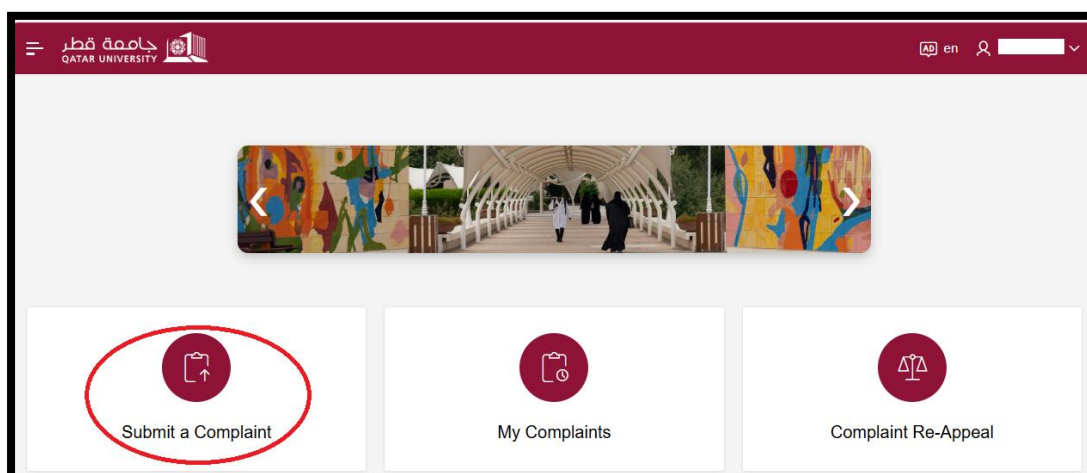 جامعة قطر
QATAR UNIVERSITY
en
Submit a Complaint
My Complaints
Complaint Re-Appeal